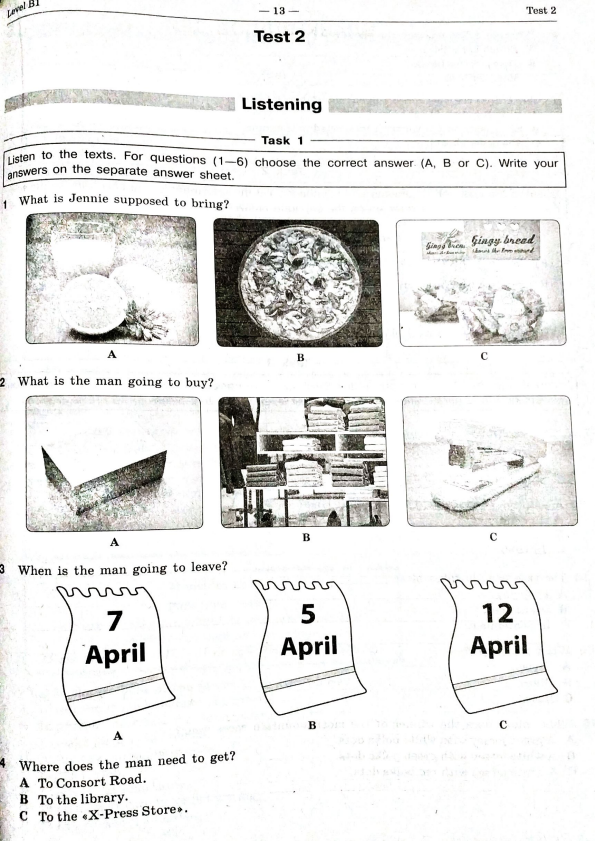 Level B1
— 13 —
Test 2
Test 2
Listening
Task 1
Listen to the texts. For questions (1—6) choose the correct answer (A, B or C). Write your
answers on the separate answer sheet.
1 What is Jennie supposed to bring?
Gingy bread
A
B
C
2 What is the man going to buy?
A
B
C
3 When is the man going to leave?
7
April
5
April
12
April
A
B
C
4 Where does the man need to get?
A To Consort Road.
B To the library.
C To the «X-Press Store».